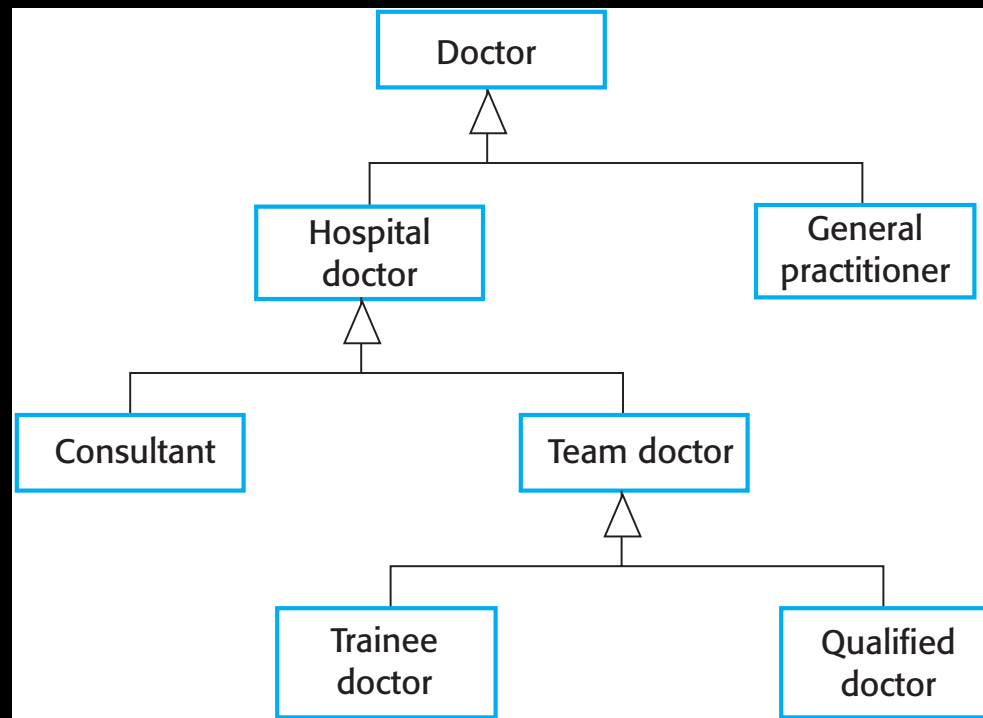 Doctor
Hospital
doctor
General
practitioner
Consultant
Team doctor
Trainee
doctor
Qualified
doctor